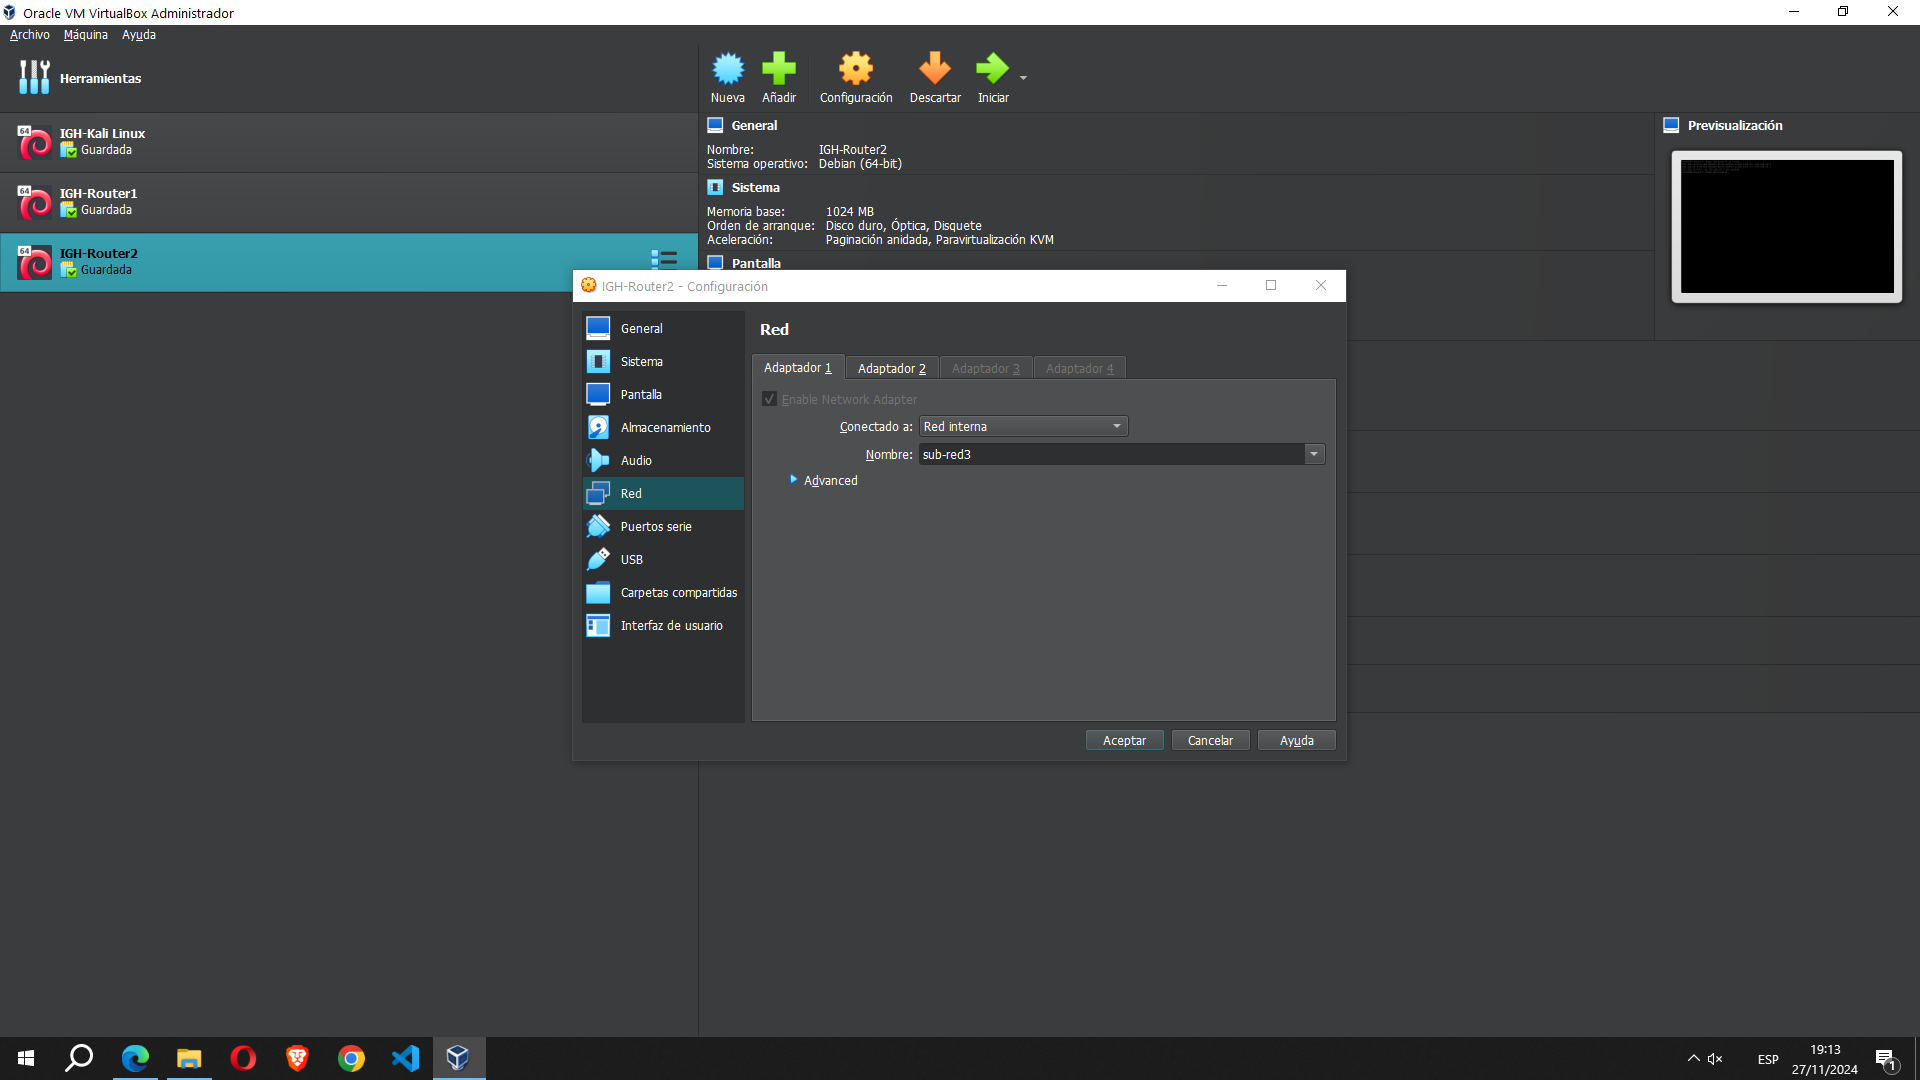 Oracle VM VirtualBox Administrador
Archivo Máquina Ayuda
Herramientas
Nueva Añadir Configuración Descartar Iniciar
64 IGH-Kali Linux
Guardada
64 IGH-Router1
Guardada
64 IGH-Router2
Guardada
General
Nombre: IGH-Router2
Sistema operativo: Debian (64-bit)
Sistema
Memoria base: 1024 MB
Orden de arranque: Disco duro, Óptica, Disquete
Aceleración: Paginación anidada, Paravirtualización KVM
Pantalla
Previsualización
IGH-Router2 - Configuración
General
Sistema
Pantalla
Almacenamiento
Audio
Red
Puertos serie
USB
Carpetas compartidas
Interfaz de usuario
Red
Adaptador 1 Adaptador 2 Adaptador 3 Adaptador 4
Enable Network Adapter
Conectado a: Red interna
Nombre: sub-red3
Advanced
Aceptar Cancelar Ayuda
ESP
19:13
27/11/2024
1